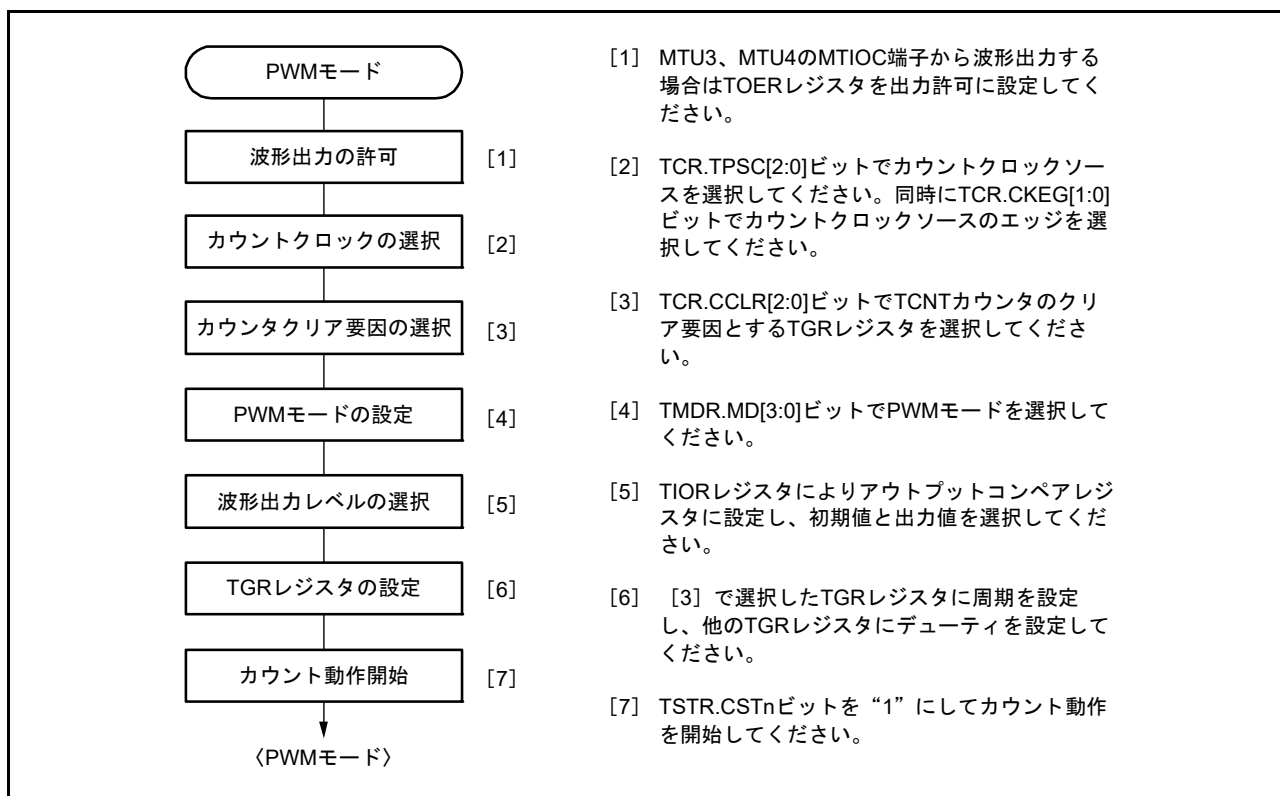 PWMモード
波形出力の許可 [1]
カウントクロックの選択 [2]
カウンタクリア要因の選択 [3]
PWMモードの設定 [4]
波形出力レベルの選択 [5]
TGRレジスタの設定 [6]
カウント動作開始 [7]
〈PWMモード〉
[1] MTU3、MTU4のMTIOC端子から波形出力する
場合はTOERレジスタを出力許可に設定してく
ださい。
[2] TCR.TPSC[2:0]ビットでカウントクロックソー
スを選択してください。同時にTCR.CKEG[1:0]
ビットでカウントクロックソースのエッジを選
択してください。
[3] TCR.CCLR[2:0]ビットでTCNTカウンタのクリ
ア要因とするTGRレジスタを選択してくださ
い。
[4] TMDR.MD[3:0]ビットでPWMモードを選択して
ください。
[5] TIORレジスタによりアウトプットコンペアレジ
スタに設定し、初期値と出力値を選択してくだ
さい。
[6] [3]で選択したTGRレジスタに周期を設定
し、他のTGRレジスタにデューティを設定して
ください。
[7] TSTR.CSTnビットを“1”にしてカウント動作
を開始してください。